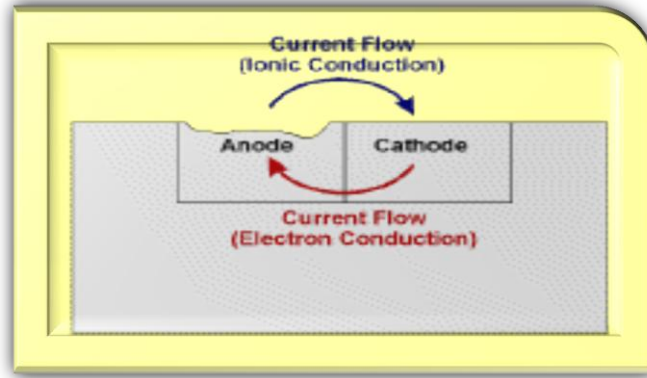 Current Flow
(Ionic Conduction)
Anode
Cathode
Current Flow
(Electron Conduction)